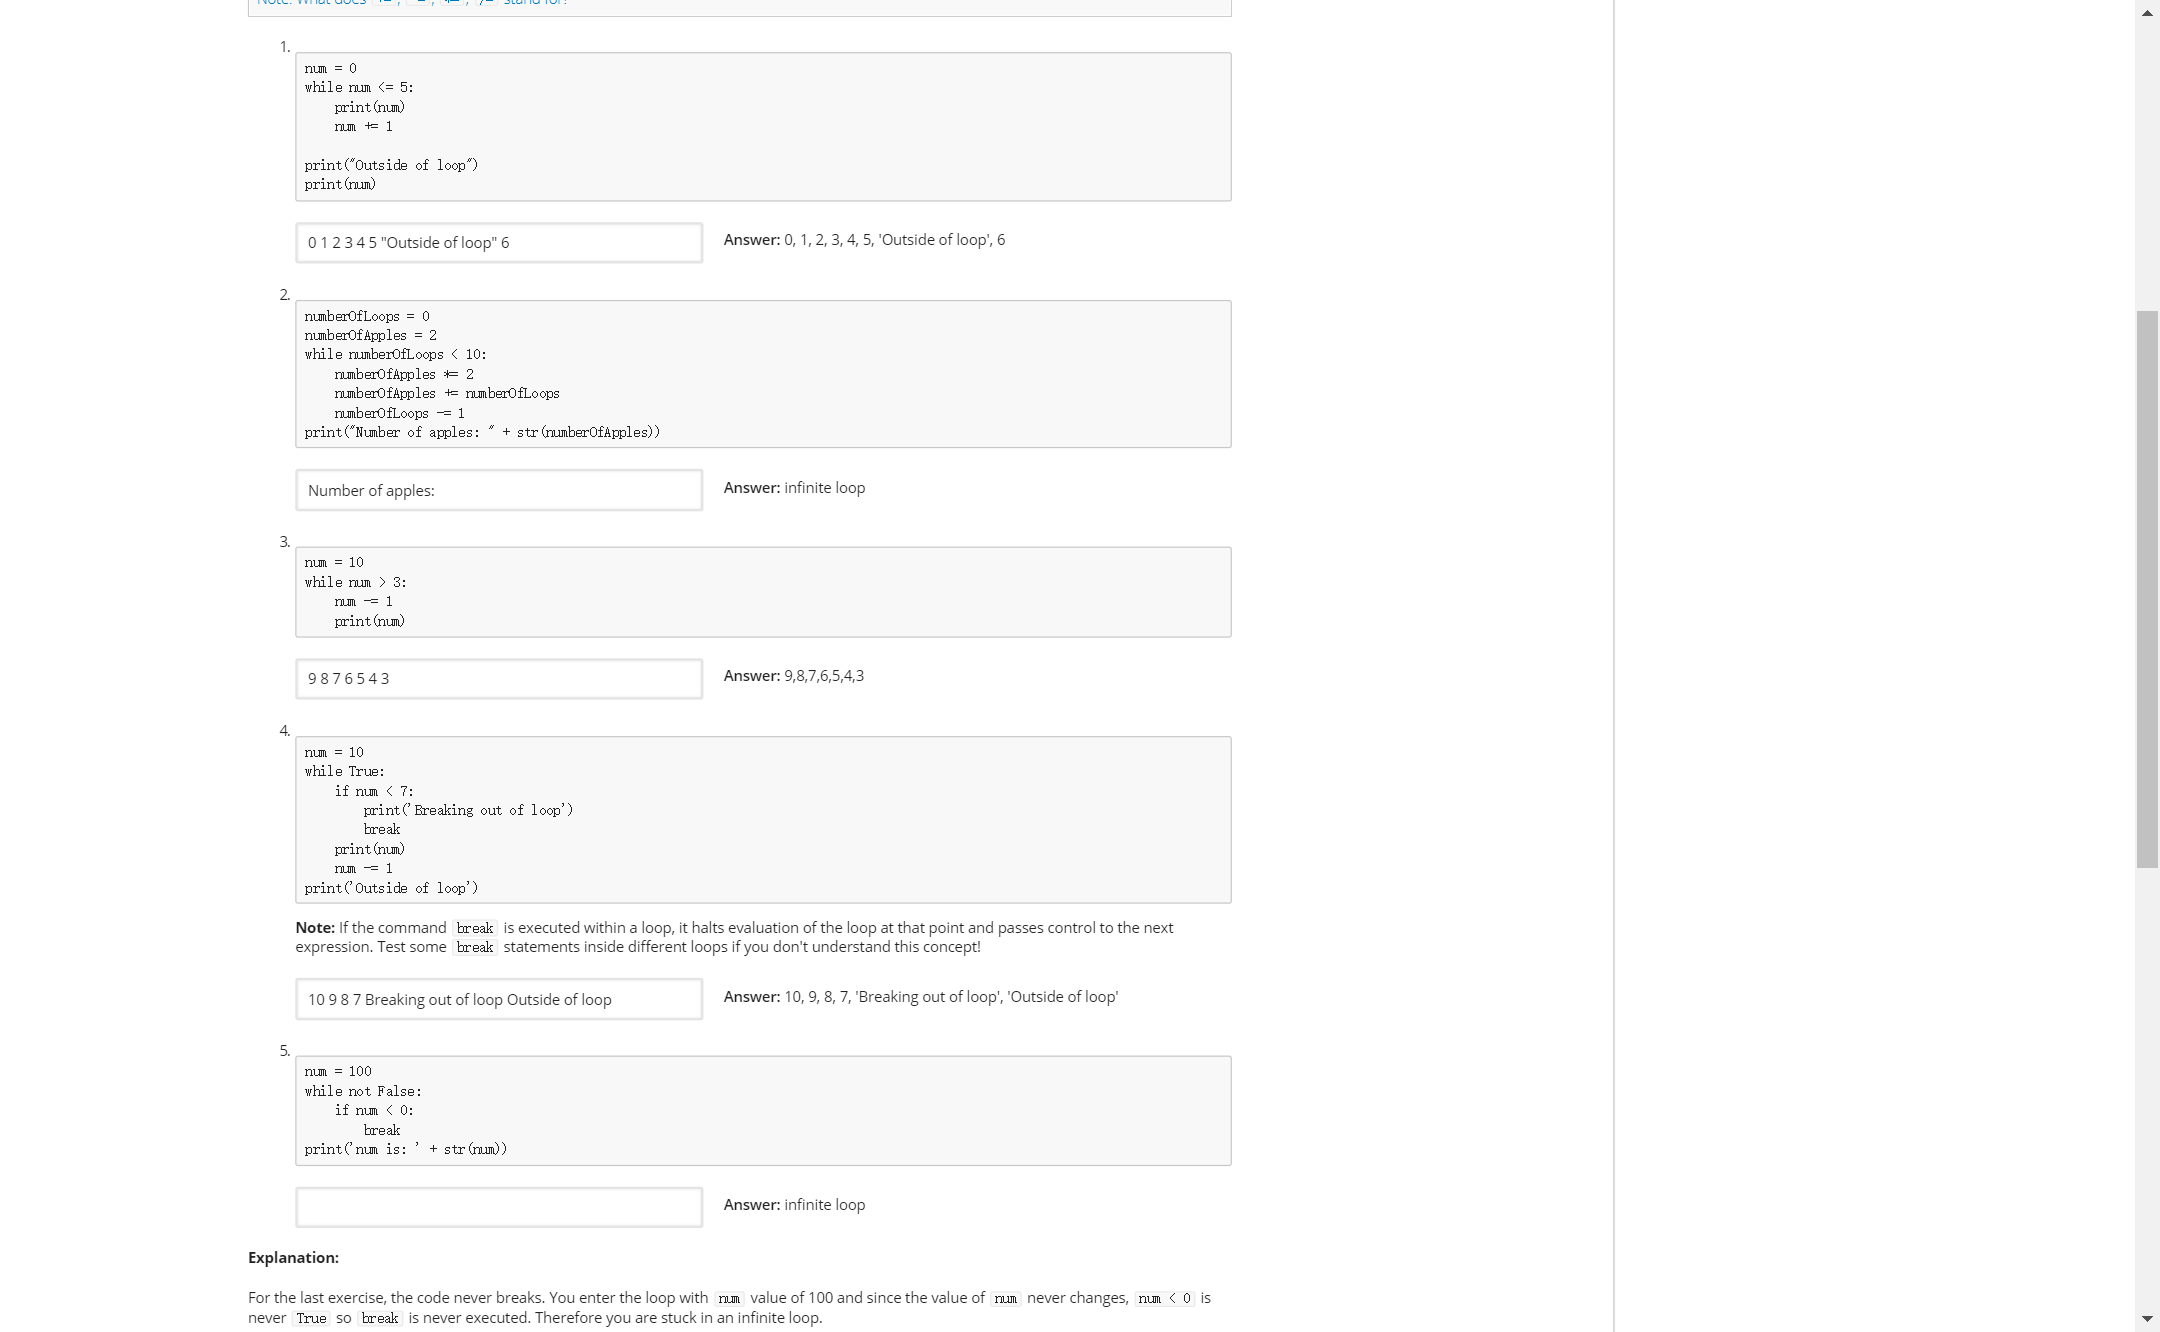 Note: What does +=, -=, *=, /= stand for?
1.
num = 0
while num <= 5:
    print(num)
    num += 1
print("Outside of loop")
print(num)
0 1 2 3 4 5 "Outside of loop" 6
Answer: 0, 1, 2, 3, 4, 5, 'Outside of loop', 6
2.
numberOfLoops = 0
numberOfApples = 2
while numberOfLoops < 10:
    numberOfApples *= 2
    numberOfApples += numberOfLoops
    numberOfLoops -= 1
print("Number of apples: " + str(numberOfApples))
Number of apples:
Answer: infinite loop
3.
num = 10
while num > 3:
    num -= 1
    print(num)
9 8 7 6 5 4 3
Answer: 9,8,7,6,5,4,3
4.
num = 10
while True:
    if num < 7:
        print('Breaking out of loop')
        break
    print(num)
    num -= 1
print('Outside of loop')
Note: If the command break is executed within a loop, it halts evaluation of the loop at that point and passes control to the next
expression. Test some break statements inside different loops if you don't understand this concept!
10 9 8 7 Breaking out of loop Outside of loop
Answer: 10, 9, 8, 7, 'Breaking out of loop', 'Outside of loop'
5.
num = 100
while not False:
    if num < 0:
        break
print('num is: ' + str(num))
Answer: infinite loop
Explanation:
For the last exercise, the code never breaks. You enter the loop with num value of 100 and since the value of num never changes, num < 0 is
never True so break is never executed. Therefore you are stuck in an infinite loop.